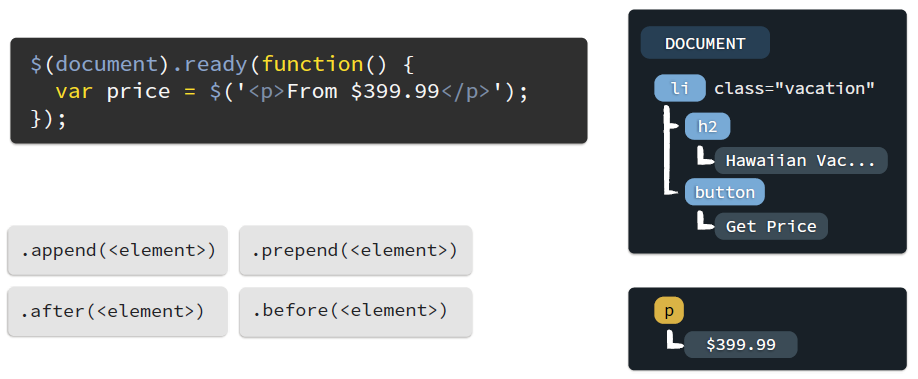 $(document).ready(function() {
  var price = $('<p>From $399.99</p>');
});
.append(<element>)
.prepend(<element>)
.after(<element>)
.before(<element>)
DOCUMENT
li class="vacation"
h2
Hawaiian Vac...
button
Get Price
p
$399.99